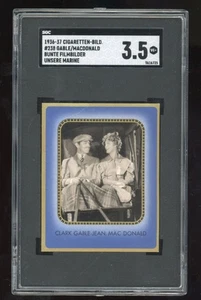 SGC
1936-37 CIGARETTEN-BILD.
#238 GABLE/MACDONALD
BUNTE FILMBILDER
UNSERE MARINE
3.5
CLARK GABLE JEAN. MAC DONALD